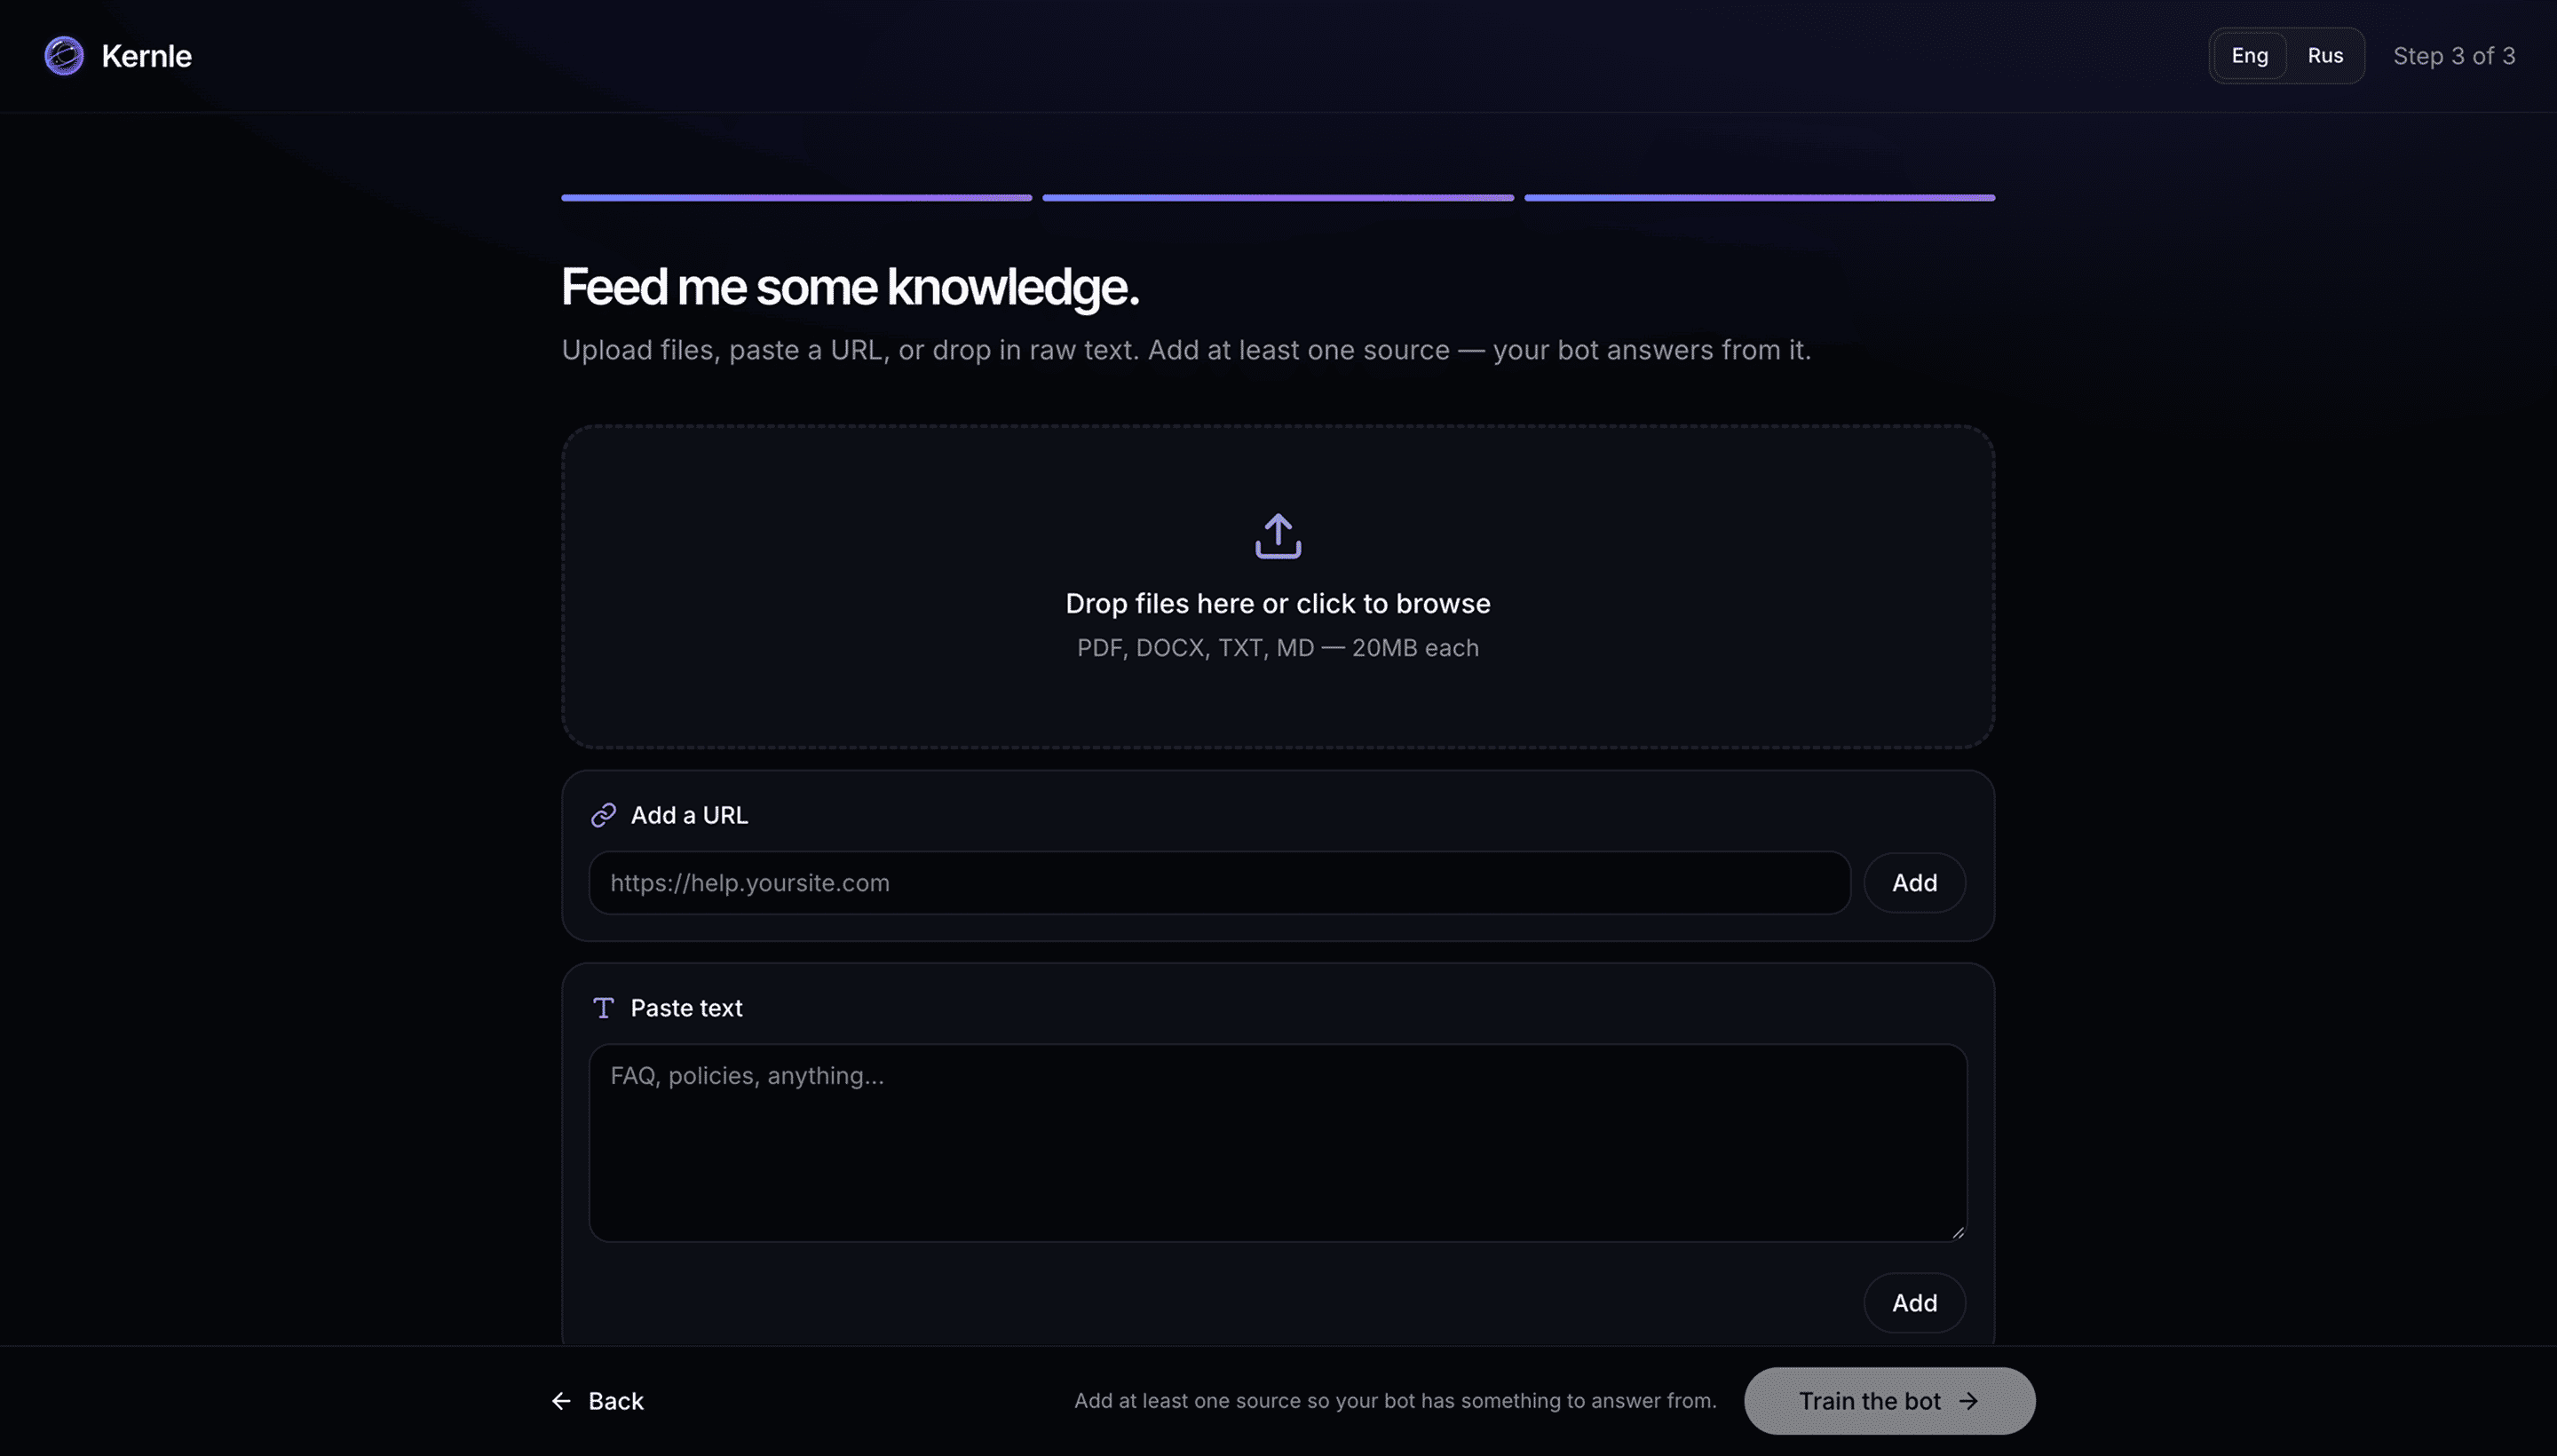 Kernle
Eng Rus Step 3 of 3
Feed me some knowledge.
Upload files, paste a URL, or drop in raw text. Add at least one source — your bot answers from it.
Drop files here or click to browse
PDF, DOCX, TXT, MD — 20MB each
Add a URL
https://help.yoursite.com Add
Paste text
FAQ, policies, anything...
Add
Back Add at least one source so your bot has something to answer from. Train the bot